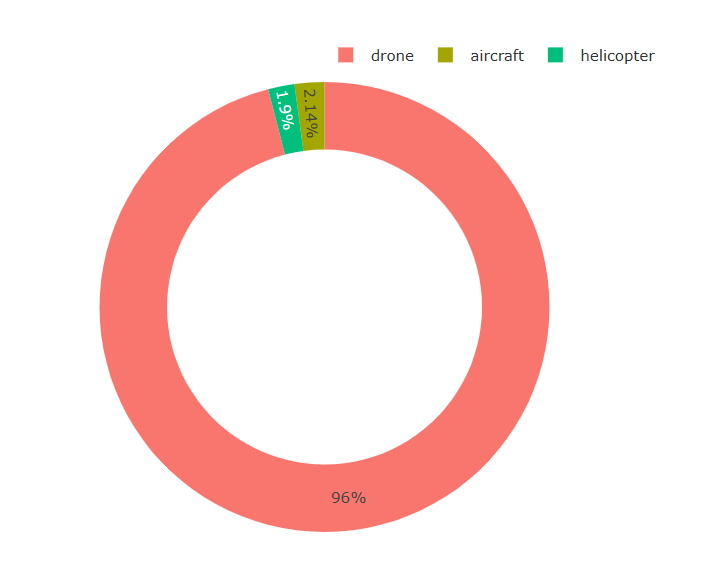 drone aircraft helicopter
1.9%
2.14%
96%